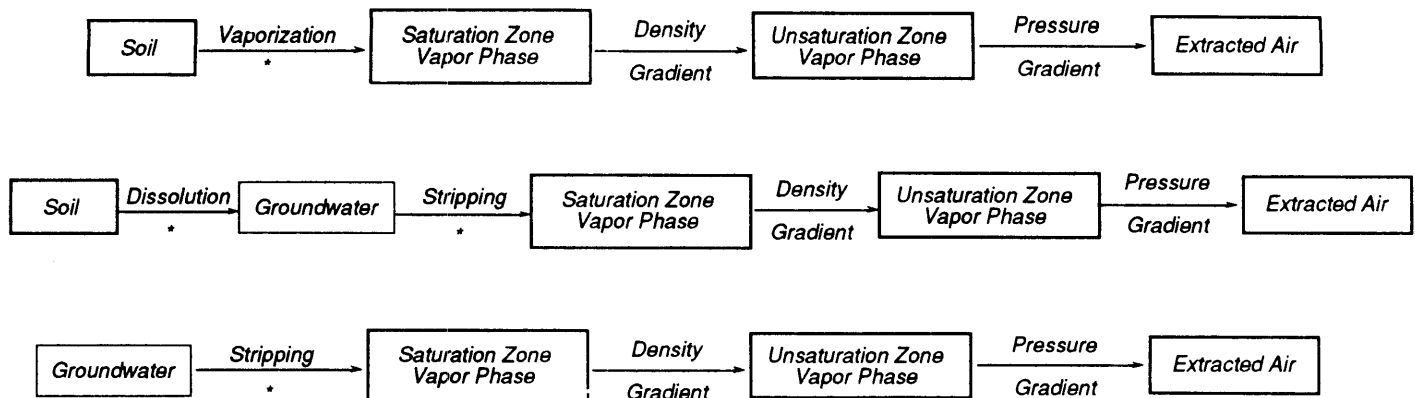 Soil
Vaporization
*
Saturation Zone
Vapor Phase
Density
Gradient
Unsaturation Zone
Vapor Phase
Pressure
Gradient
Extracted Air
Soil
Dissolution
*
Groundwater
Stripping
*
Saturation Zone
Vapor Phase
Density
Gradient
Unsaturation Zone
Vapor Phase
Pressure
Gradient
Extracted Air
Groundwater
Stripping
*
Saturation Zone
Vapor Phase
Density
Gradient
Unsaturation Zone
Vapor Phase
Pressure
Gradient
Extracted Air